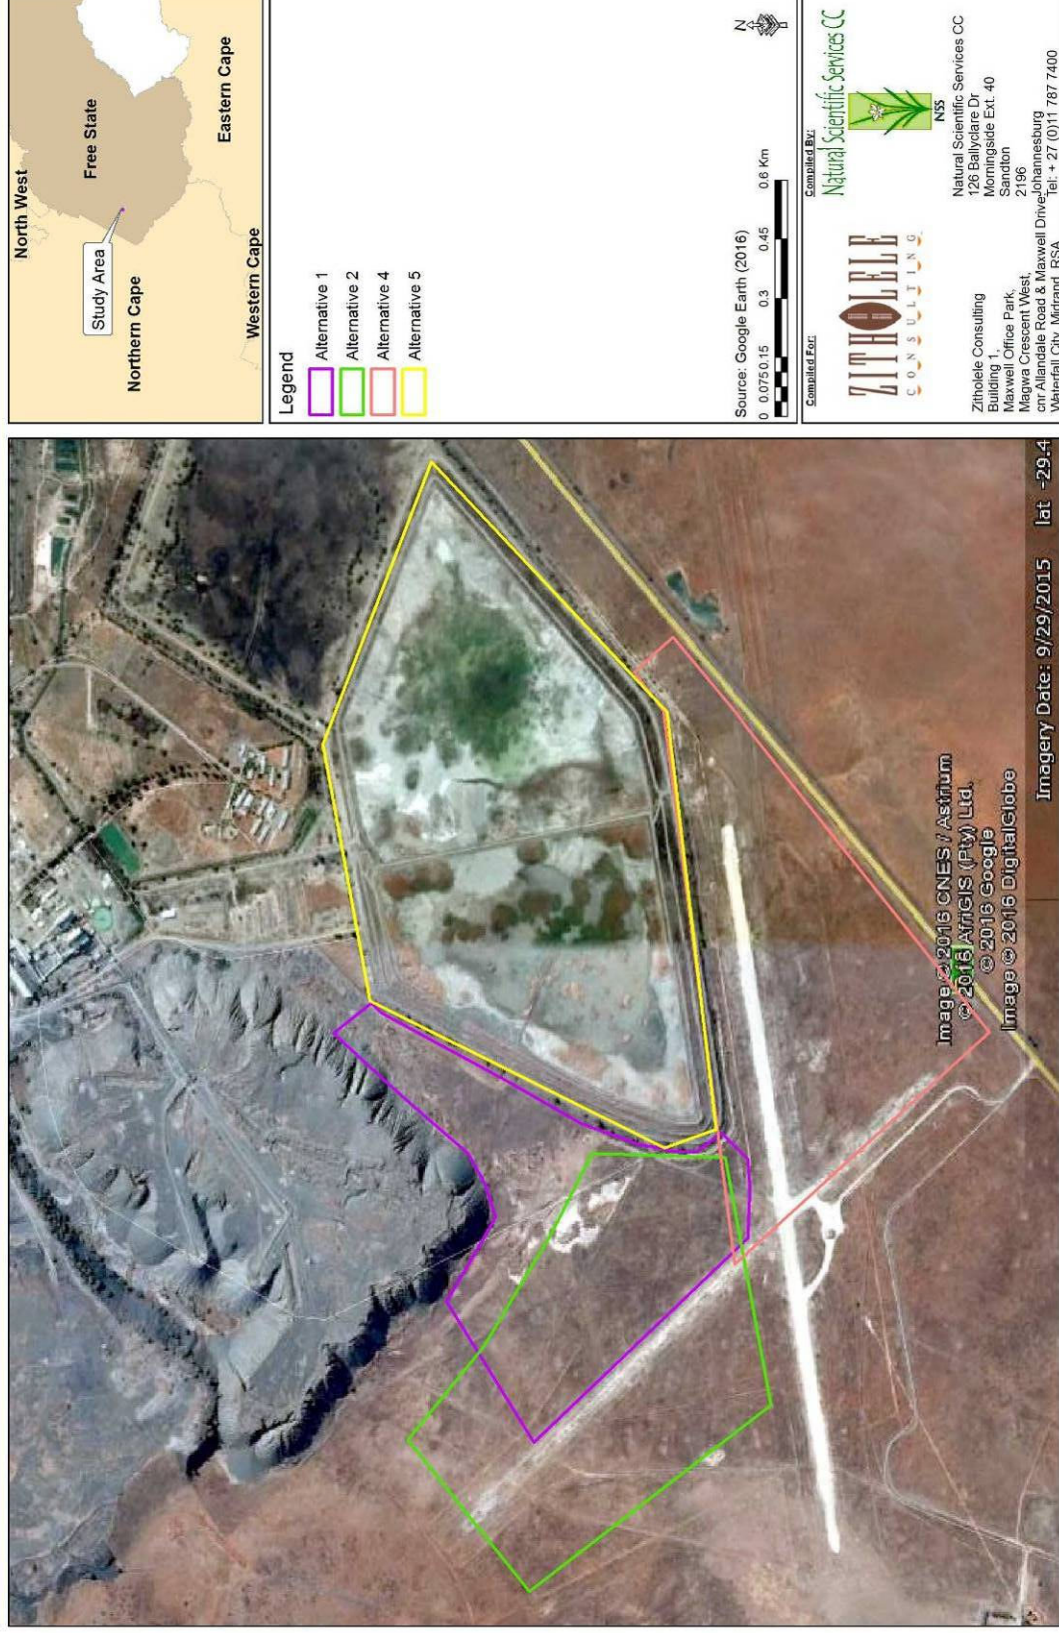 North West
Free State
Study Area
Northern Cape
Eastern Cape
Western Cape
Legend
Alternative 1
Alternative 2
Alternative 4
Alternative 5
N
Source: Google Earth (2016)
0 0.075 0.15 0.3 0.45 0.6 Km
Compiled For:
ZITHOLELE
CONSULTING
Zitholele Consulting
Building 1,
Maxwell Office Park,
Magwa Crescent West,
cnr Allandale Road & Maxwell Drive,
Waterfall City, Midrand, RSA
Compiled By:
Natural Scientific Services CC
NSS
Natural Scientific Services CC
126 Ballyclare Dr
Morningside Ext. 40
Sandton
2196
Johannesburg
Tel: + 27 (0)11 787 7400
Image © 2016 CNES / Astrium
© 2016 AfriGIS (Pty) Ltd.
© 2016 Google
Image © 2016 DigitalGlobe
Imagery Date: 9/29/2015 lat -29.4